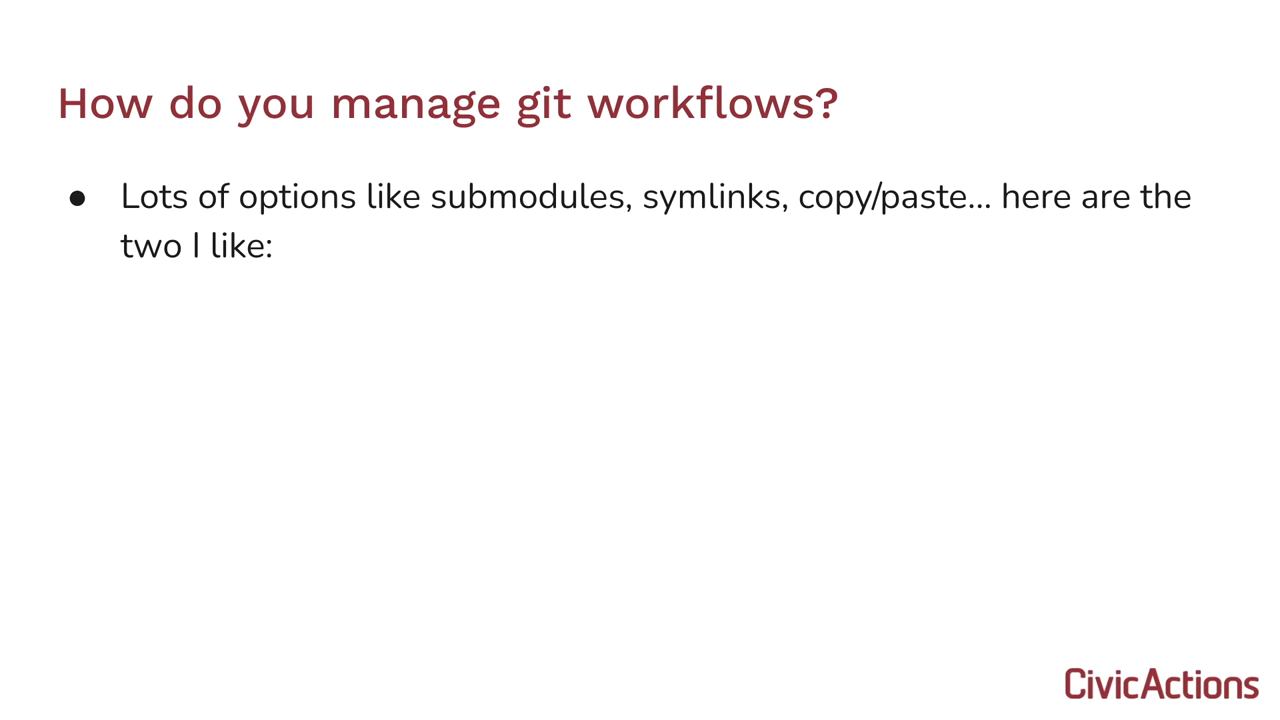 How do you manage git workflows?
● Lots of options like submodules, symlinks, copy/paste... here are the
two I like:
CivicActions